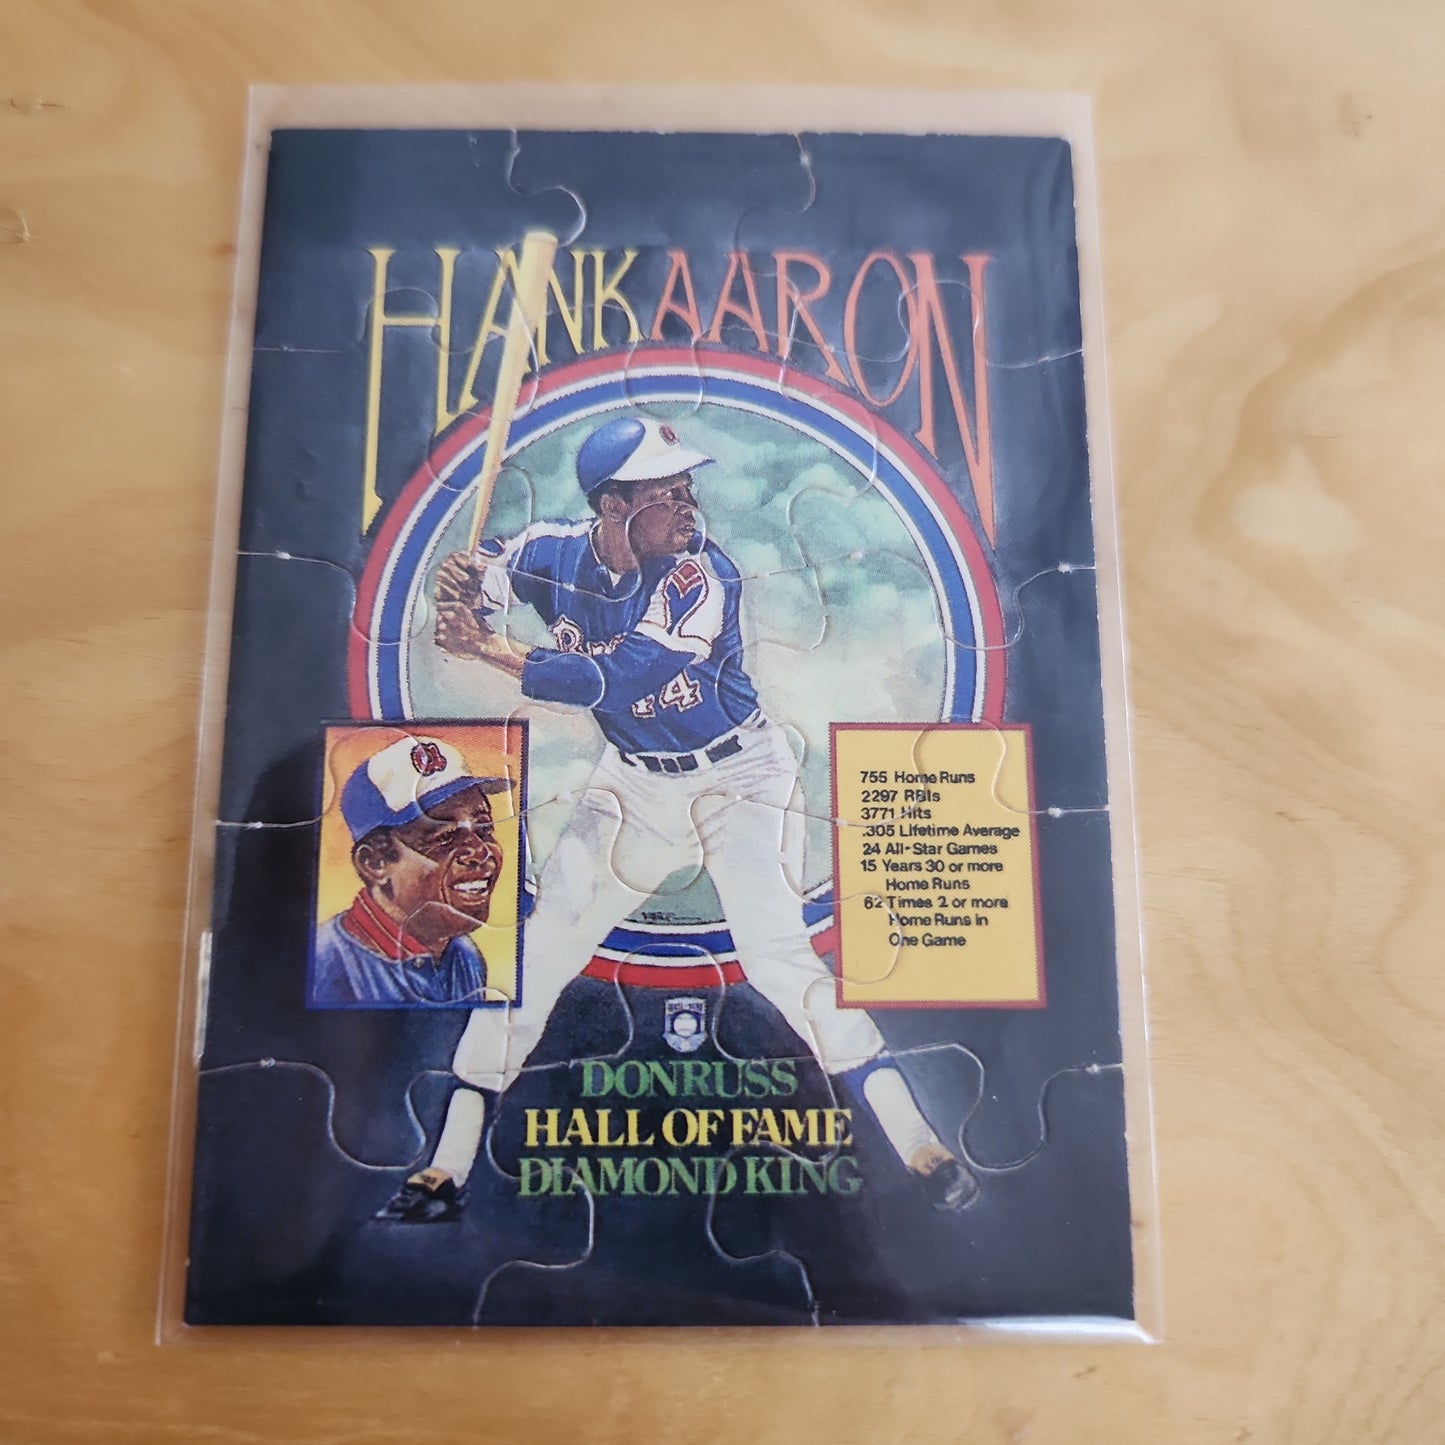 HANK AARON
44
755 Home Runs
2297 RBIs
3771 Hits
.305 Lifetime Average
24 All-Star Games
15 Years 30 or more
Home Runs
62 Times 2 or more
Home Runs in
One Game
DONRUSS
HALL OF FAME
DIAMOND KING